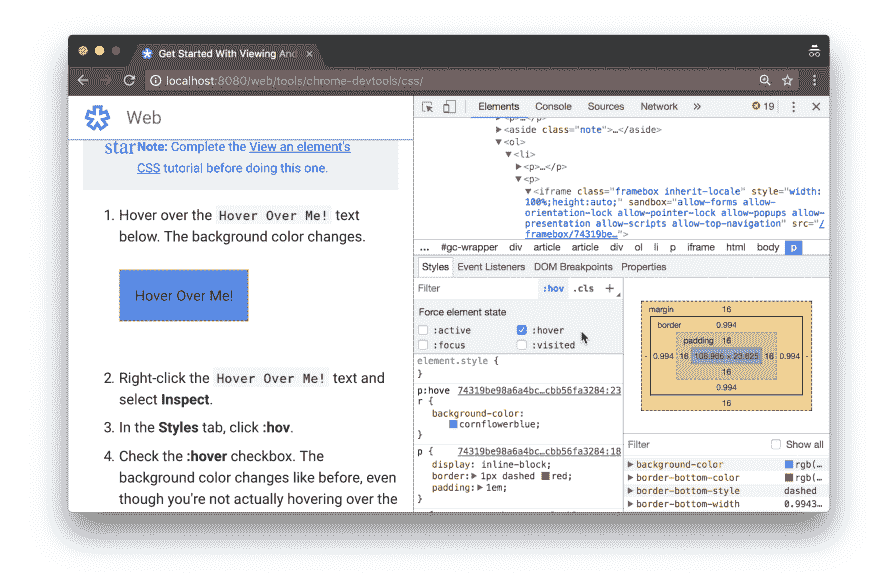 Get Started With Viewing And
localhost:8080/web/tools/chrome-devtools/css/
Web
starNote: Complete the View an element's
CSS tutorial before doing this one.
1. Hover over the Hover Over Me! text
below. The background color changes.
Hover Over Me!
2. Right-click the Hover Over Me! text and
select Inspect.
3. In the Styles tab, click :hov.
4. Check the :hover checkbox. The
background color changes like before, even
though you're not actually hovering over the
Elements Console Sources Network » 19
<p>…</p>
<aside class="note">…</aside>
<ol>
<li>
<p>…</p>
<p>
<iframe class="framebox inherit-locale" style="width:
100%;height:auto;" sandbox="allow-forms allow-
orientation-lock allow-pointer-lock allow-popups allow-
presentation allow-scripts allow-top-navigation" src="/
framebox/74319be…">
… #gc-wrapper div article article div ol li p iframe html body p
Styles Event Listeners DOM Breakpoints Properties
Filter :hov .cls +
Force element state
:active :hover
:focus :visited
element.style {
}
p:hove 74319be98a6a4bc…cbb56fa3284:23
r {
background-color:
cornflowerblue;
}
p { 74319be98a6a4bc…cbb56fa3284:18
display: inline-block;
border: 1px dashed red;
padding: 1em;
}
margin 16
border 0.994
padding 16
- 0.994 16 16 0.994 -
16
0.994
16
Filter Show all
background-color rgb(…
border-bottom-color rgb(…
border-bottom-style dashed
border-bottom-width 0.9943…